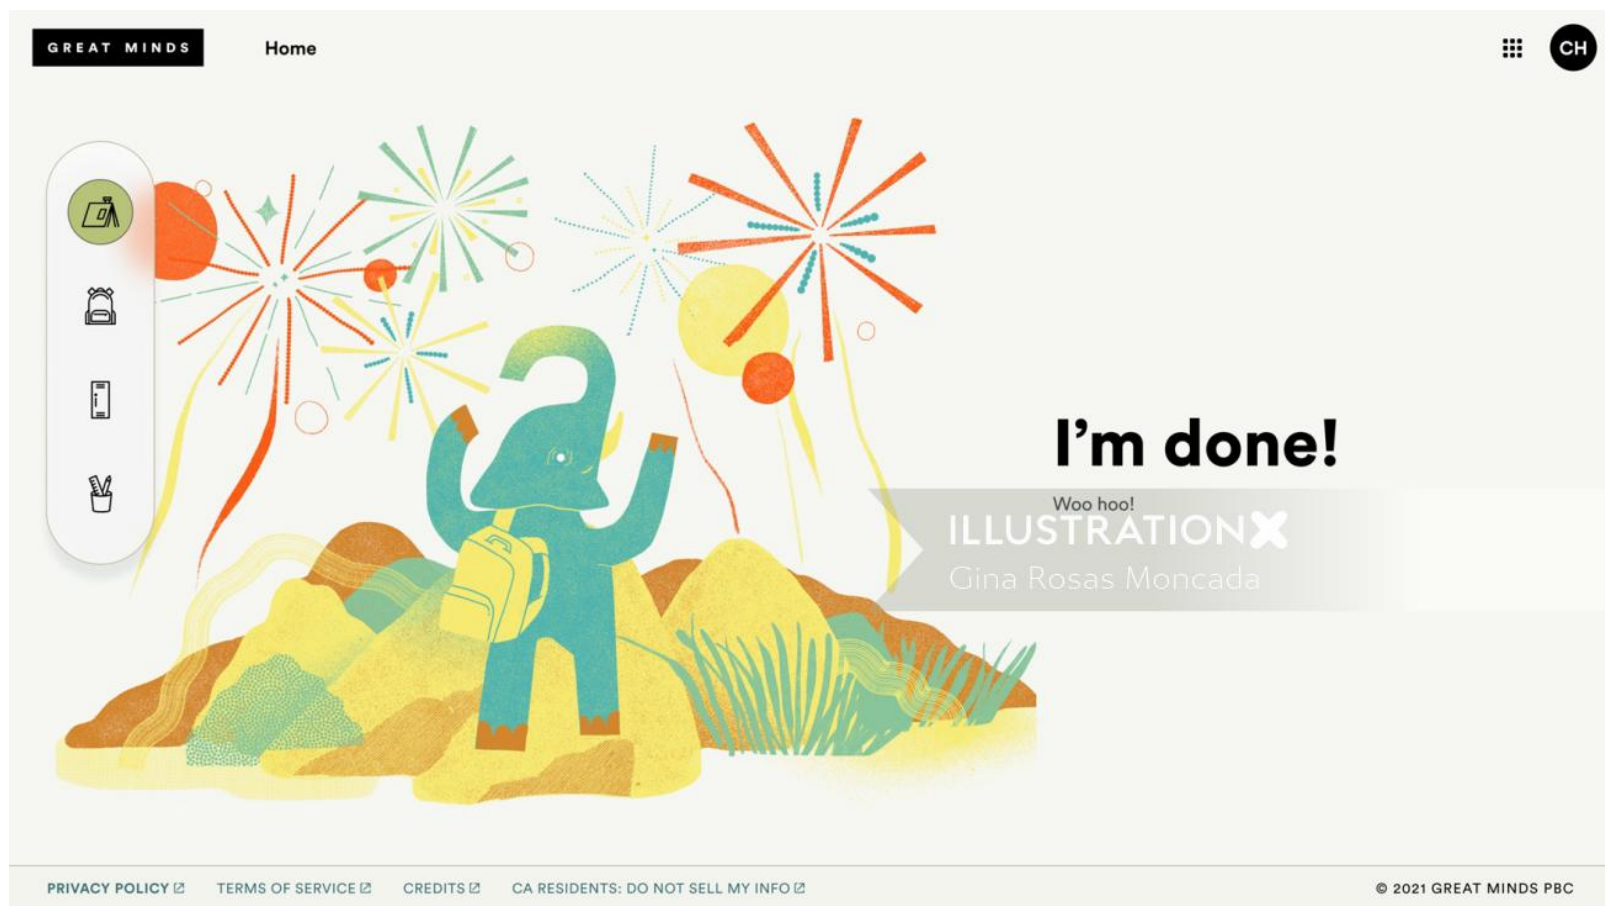 GREAT MINDS
Home
CH
I'm done!
Woo hoo!
ILLUSTRATIONX
Gina Rosas Moncada
PRIVACY POLICY
TERMS OF SERVICE
CREDITS
CA RESIDENTS: DO NOT SELL MY INFO
© 2021 GREAT MINDS PBC